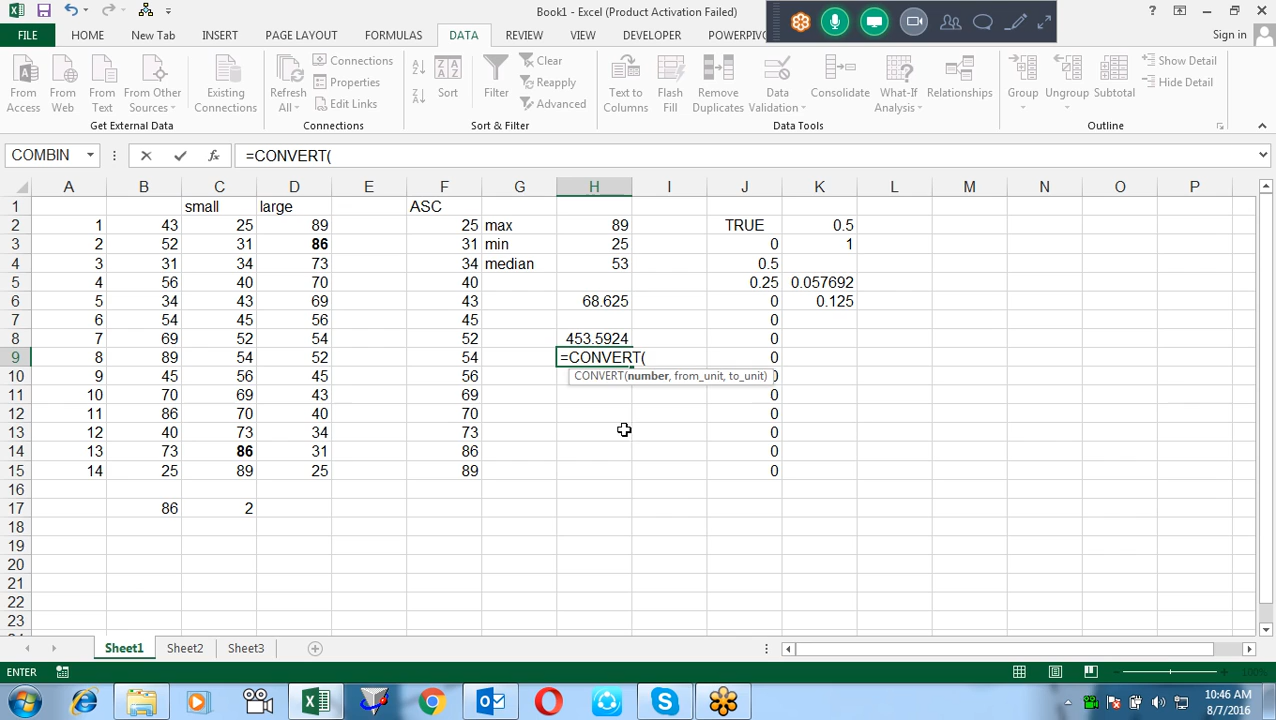 Book1 - Excel (Product Activation Failed)
Sign in
FILE HOME New Tab INSERT PAGE LAYOUT FORMULAS DATA REVIEW VIEW DEVELOPER POWERPIV
From Access
From Web
From Text
From Other Sources
Existing Connections
Get External Data
Refresh All
Connections
Properties
Edit Links
Connections
Sort
Filter
Clear
Reapply
Advanced
Sort & Filter
Text to Columns
Flash Fill
Remove Duplicates
Data Validation
Consolidate
What-If Analysis
Relationships
Data Tools
Group
Ungroup
Subtotal
Show Detail
Hide Detail
Outline
COMBIN =CONVERT(
A B C D E F G H I J K L M N O P
1 small large ASC
2 1 43 25 89 25 max 89 TRUE 0.5
3 2 52 31 86 31 min 25 0 1
4 3 31 34 73 34 median 53 0.5
5 4 56 40 70 40 0.25 0.057692
6 5 34 43 69 43 68.625 0 0.125
7 6 54 45 56 45 0
8 7 69 52 54 52 453.5924 0
9 8 89 54 52 54 =CONVERT( 0
10 9 45 56 45 56 CONVERT(number, from_unit, to_unit)
11 10 70 69 43 69 0
12 11 86 70 40 70 0
13 12 40 73 34 73 0
14 13 73 86 31 86 0
15 14 25 89 25 89 0
16
17 86 2
18
19
20
21
22
23
Sheet1 Sheet2 Sheet3
ENTER 100%
10:46 AM
8/7/2016